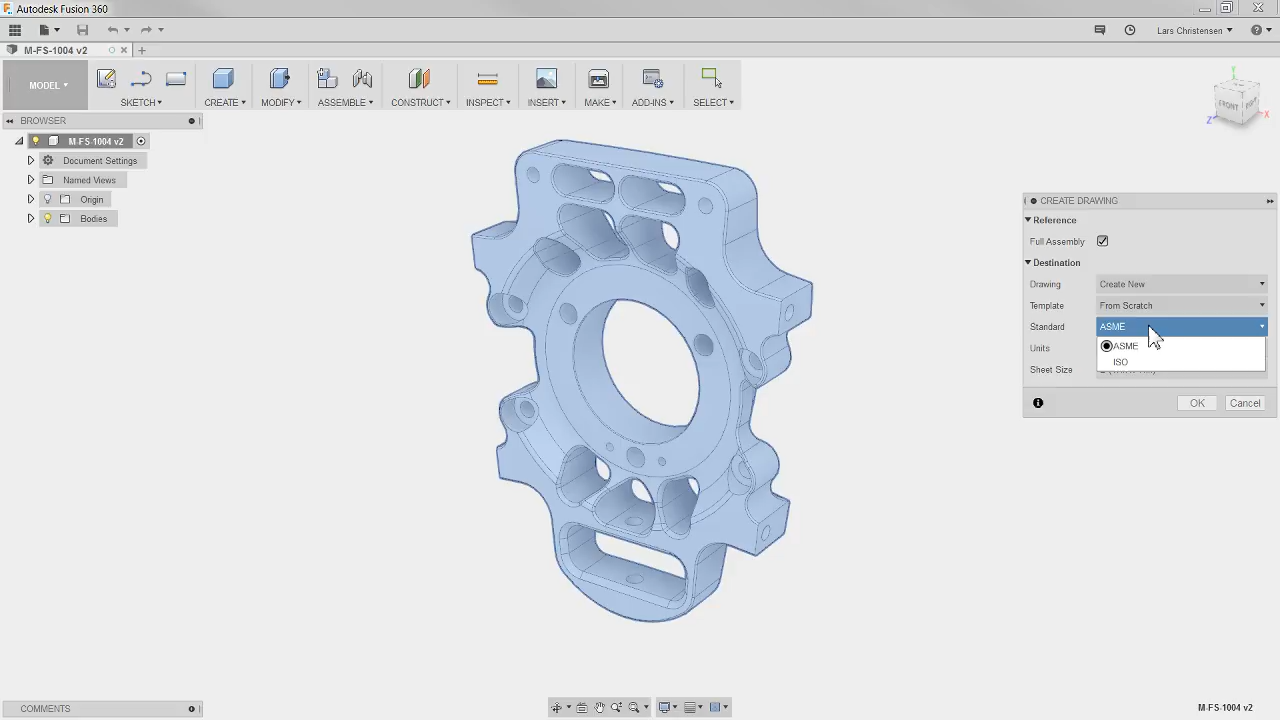 Autodesk Fusion 360
Lars Christensen
M-FS-1004 v2
MODEL
SKETCH
CREATE
MODIFY
ASSEMBLE
CONSTRUCT
INSPECT
INSERT
MAKE
ADD-INS
SELECT
BROWSER
M-FS-1004 v2
Document Settings
Named Views
Origin
Bodies
FRONT
Y
X
Z
CREATE DRAWING
Reference
Full Assembly
Destination
Drawing Create New
Template From Scratch
Standard ASME
ASME
Units
ISO
Sheet Size
OK Cancel
COMMENTS
M-FS-1004 v2